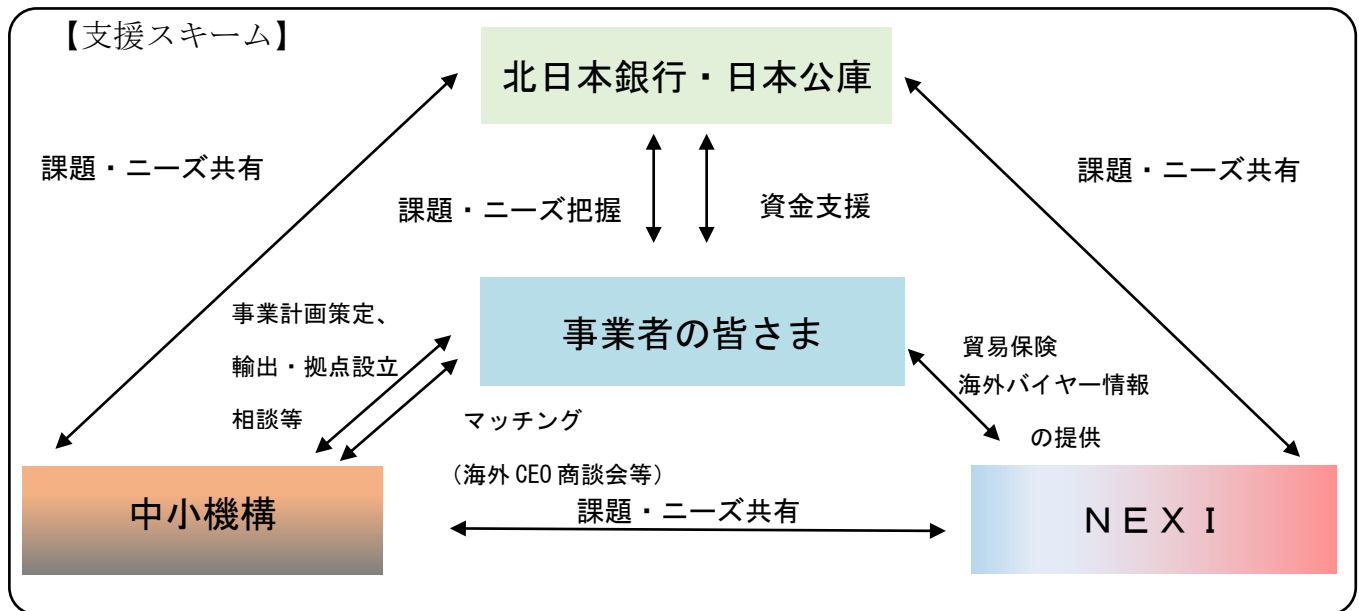 【支援スキーム】
北日本銀行・日本公庫
課題・ニーズ共有
課題・ニーズ共有
課題・ニーズ把握
資金支援
事業者の皆さま
事業計画策定、
輸出・拠点設立
相談等
貿易保険
海外バイヤー情報
の提供
マッチング
（海外 CEO 商談会等）
課題・ニーズ共有
中小機構
ＮＥＸＩ